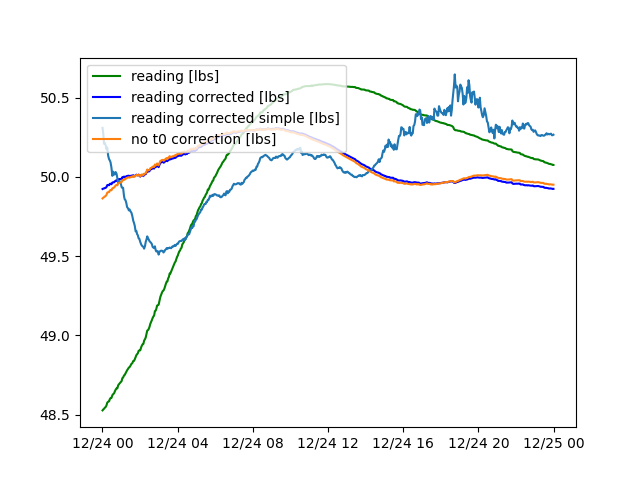 reading [lbs]
reading corrected [lbs]
reading corrected simple [lbs]
no t0 correction [lbs]
50.5
50.0
49.5
49.0
48.5
12/24 00 12/24 04 12/24 08 12/24 12 12/24 16 12/24 20 12/25 00